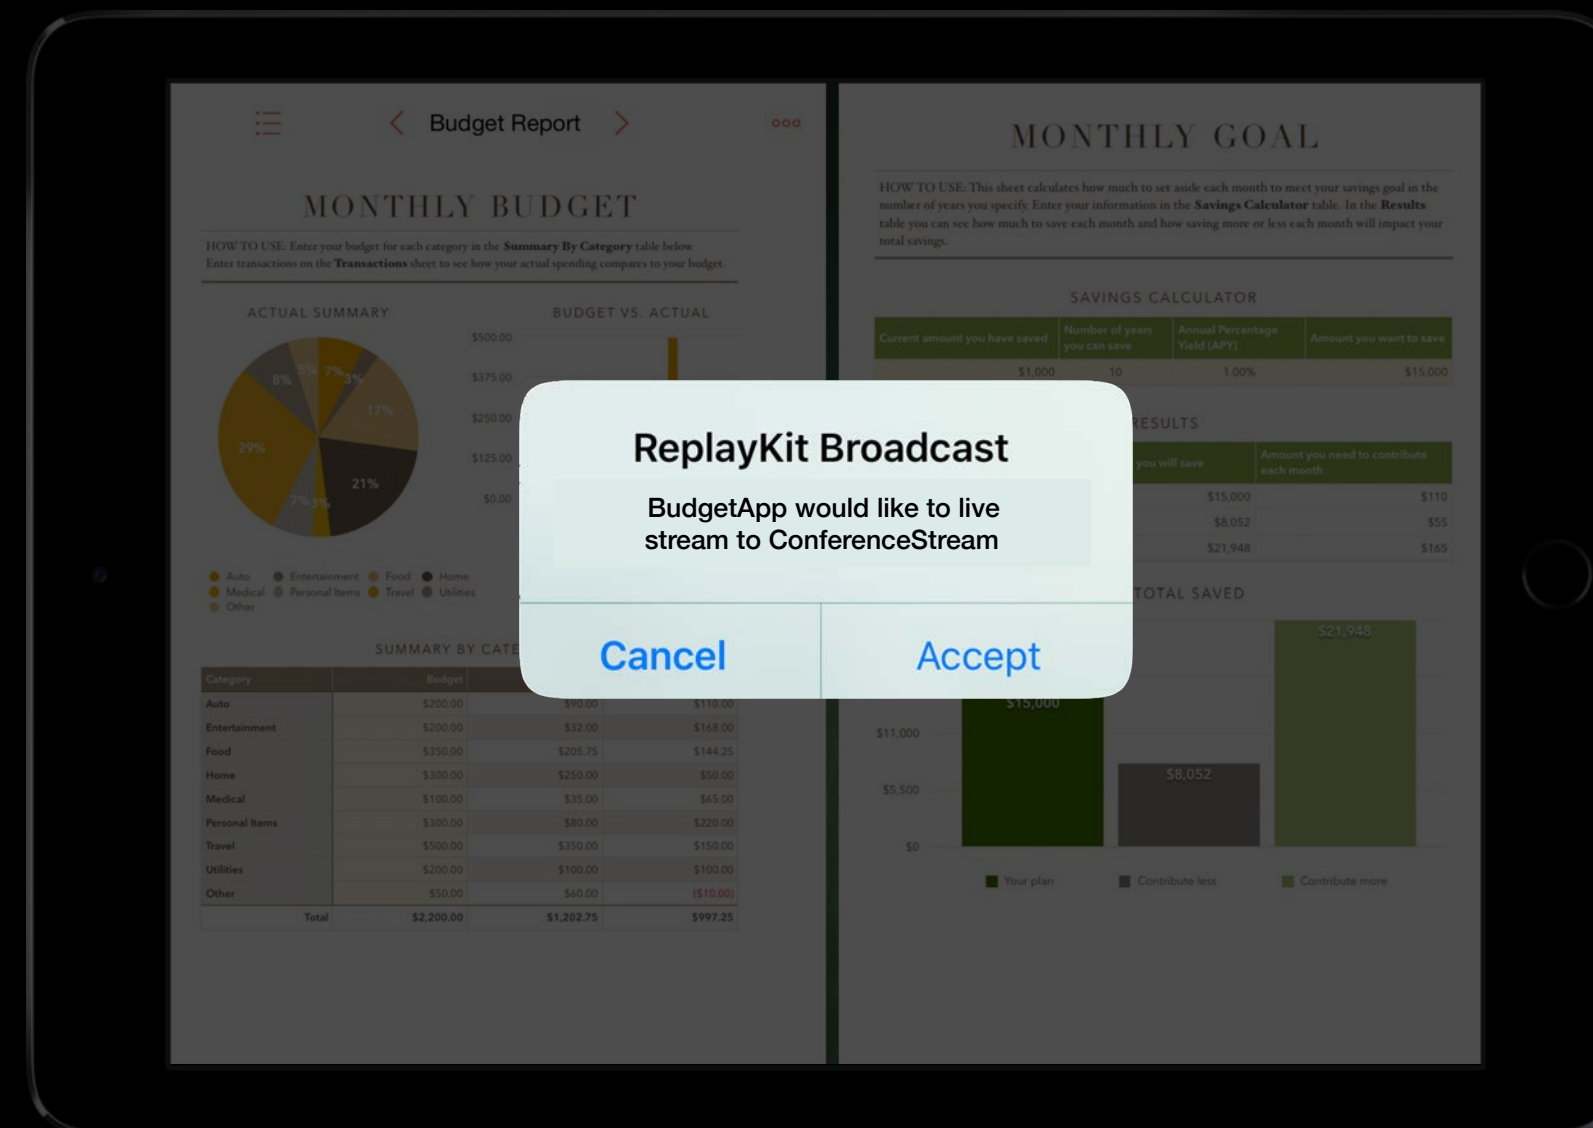 Budget Report
ooo
MONTHLY BUDGET
HOW TO USE: Enter your budget for each category in the Summary By Category table below.
Enter transactions on the Transactions sheet to see how your actual spending compares to your budget.
ACTUAL SUMMARY
5%
7%
3%
8%
17%
29%
21%
7%
3%
Auto
Entertainment
Food
Home
Medical
Personal Items
Travel
Utilities
Other
BUDGET VS. ACTUAL
$500.00
$375.00
$250.00
$125.00
$0.00
SUMMARY BY CATE
Category Budget
Auto $200.00 $90.00 $110.00
Entertainment $200.00 $32.00 $168.00
Food $350.00 $205.75 $144.25
Home $300.00 $250.00 $50.00
Medical $100.00 $35.00 $65.00
Personal Items $300.00 $80.00 $220.00
Travel $500.00 $350.00 $150.00
Utilities $200.00 $100.00 $100.00
Other $50.00 $60.00 ($10.00)
Total $2,200.00 $1,202.75 $997.25
ReplayKit Broadcast
BudgetApp would like to live
stream to ConferenceStream
Cancel
Accept
MONTHLY GOAL
HOW TO USE: This sheet calculates how much to set aside each month to meet your savings goal in the
number of years you specify. Enter your information in the Savings Calculator table. In the Results
table you can see how much to save each month and how saving more or less each month will impact your
total savings.
SAVINGS CALCULATOR
Current amount you have saved
Number of years
you can save
Annual Percentage
Yield (APY)
Amount you want to save
$1,000 10 1.00% $15,000
RESULTS
you will save
Amount you need to contribute
each month
$15,000 $110
$8,052 $55
$21,948 $165
TOTAL SAVED
$21,948
$15,000
$8,052
$11,000
$5,500
$0
Your plan
Contribute less
Contribute more